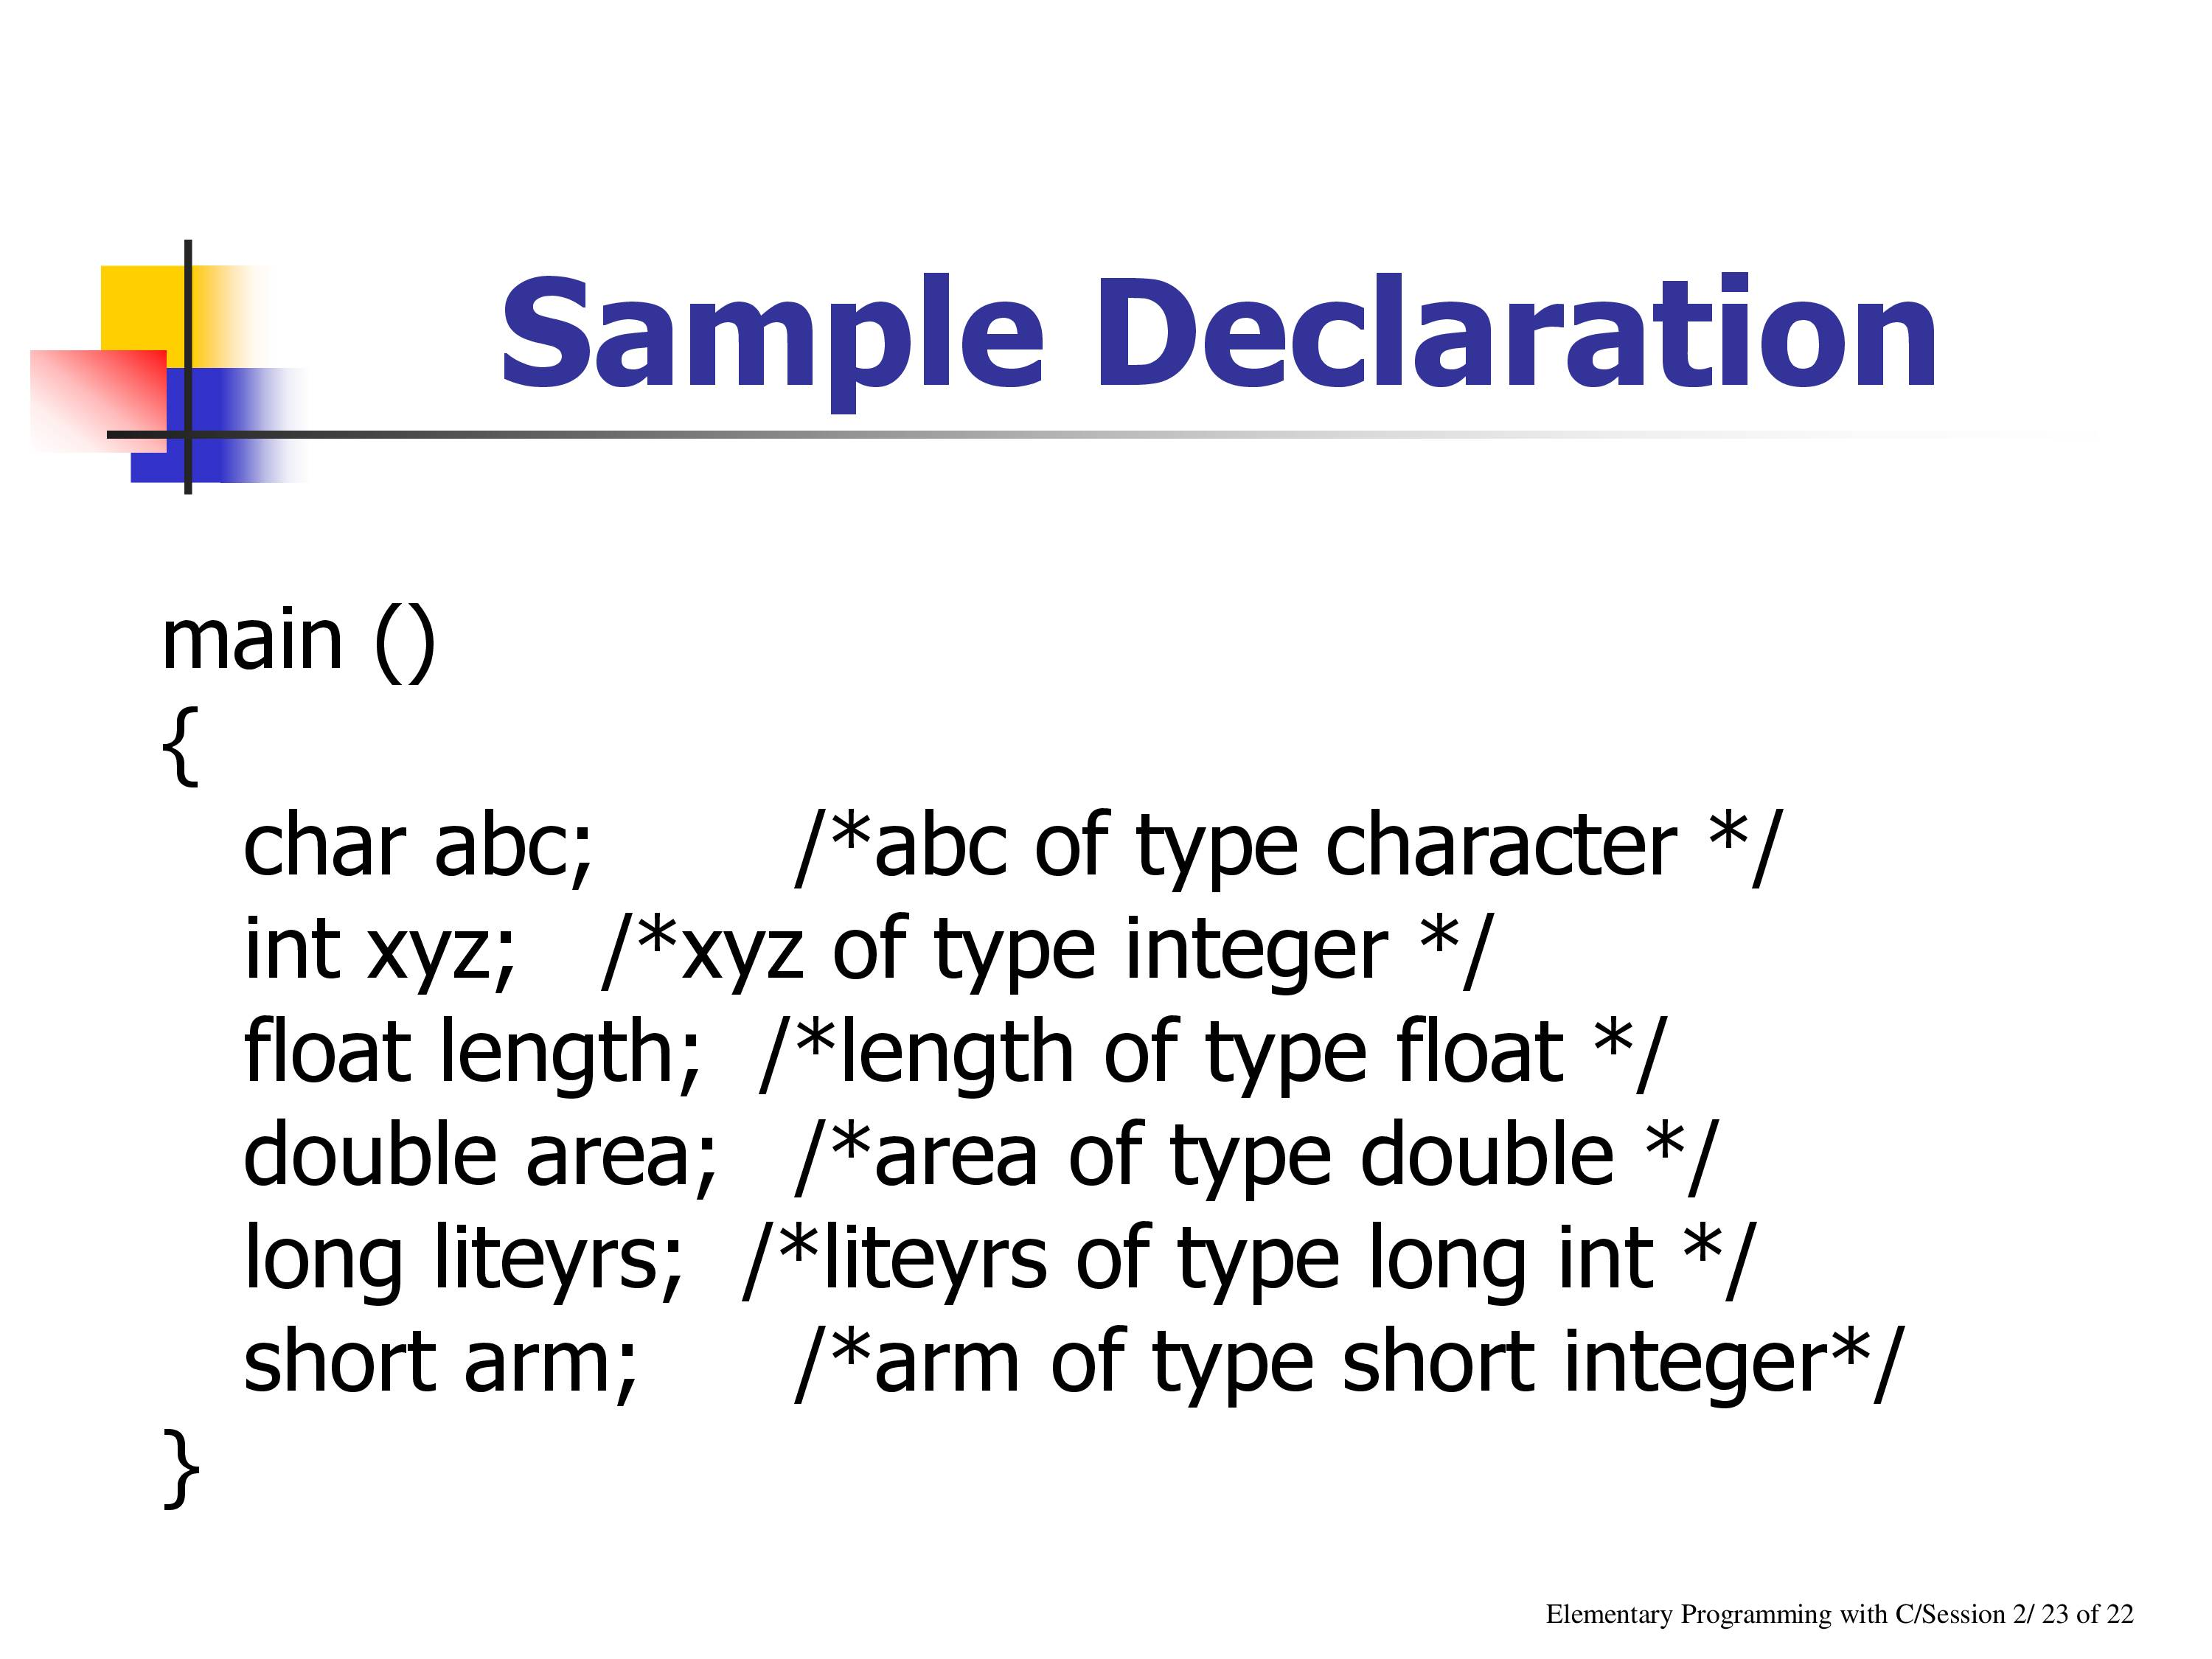 Sample Declaration
main ()
{
char abc; /*abc of type character */
int xyz; /*xyz of type integer */
float length; /*length of type float */
double area; /*area of type double */
long liteyrs; /*liteyrs of type long int */
short arm; /*arm of type short integer*/
}
Elementary Programming with C/Session 2/ 23 of 22